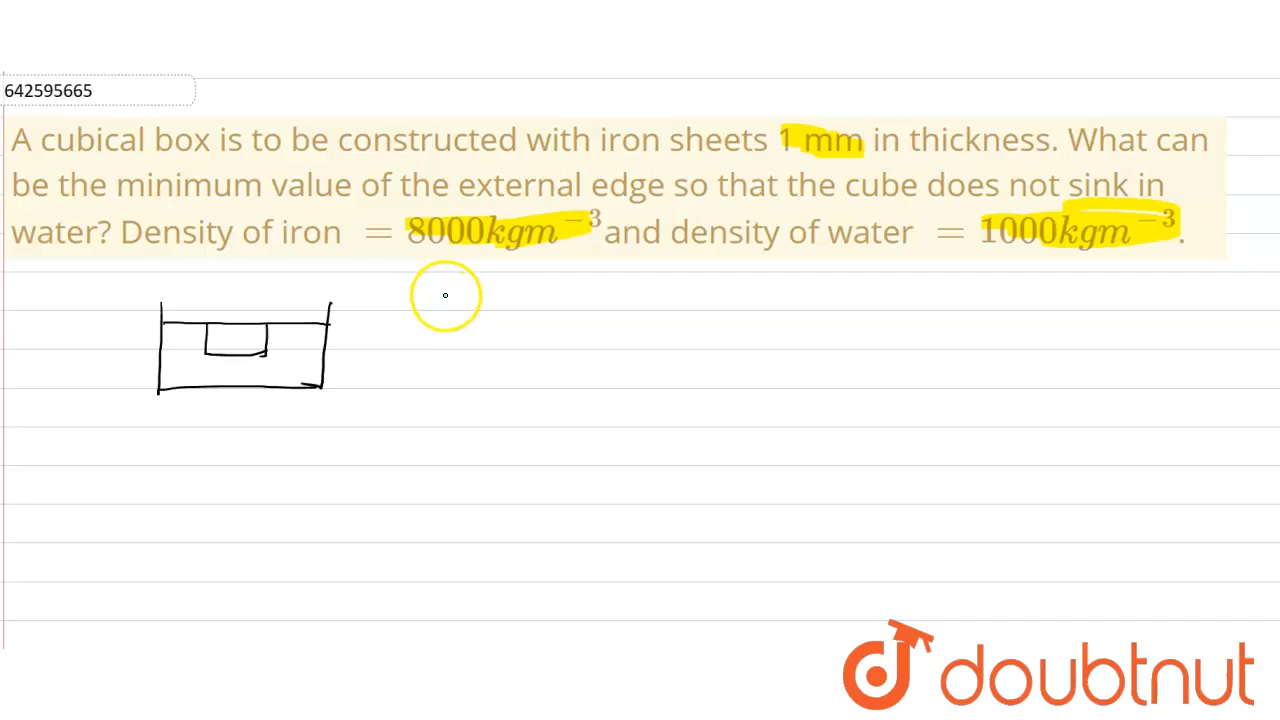 642595665
A cubical box is to be constructed with iron sheets 1 mm in thickness. What can
be the minimum value of the external edge so that the cube does not sink in
water? Density of iron = 8000kgm⁻³and density of water = 1000kgm⁻³.
doubtnut